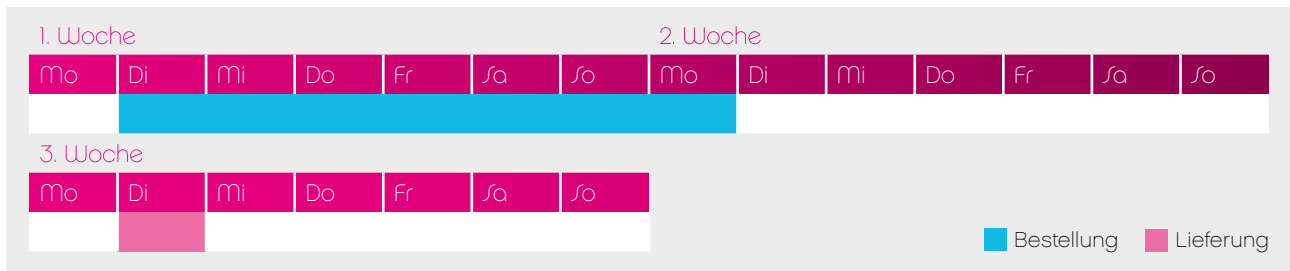 1. Woche 2. Woche
Mo Di Mi Do Fr Sa So Mo Di Mi Do Fr Sa So
3. Woche
Mo Di Mi Do Fr Sa So
Bestellung Lieferung